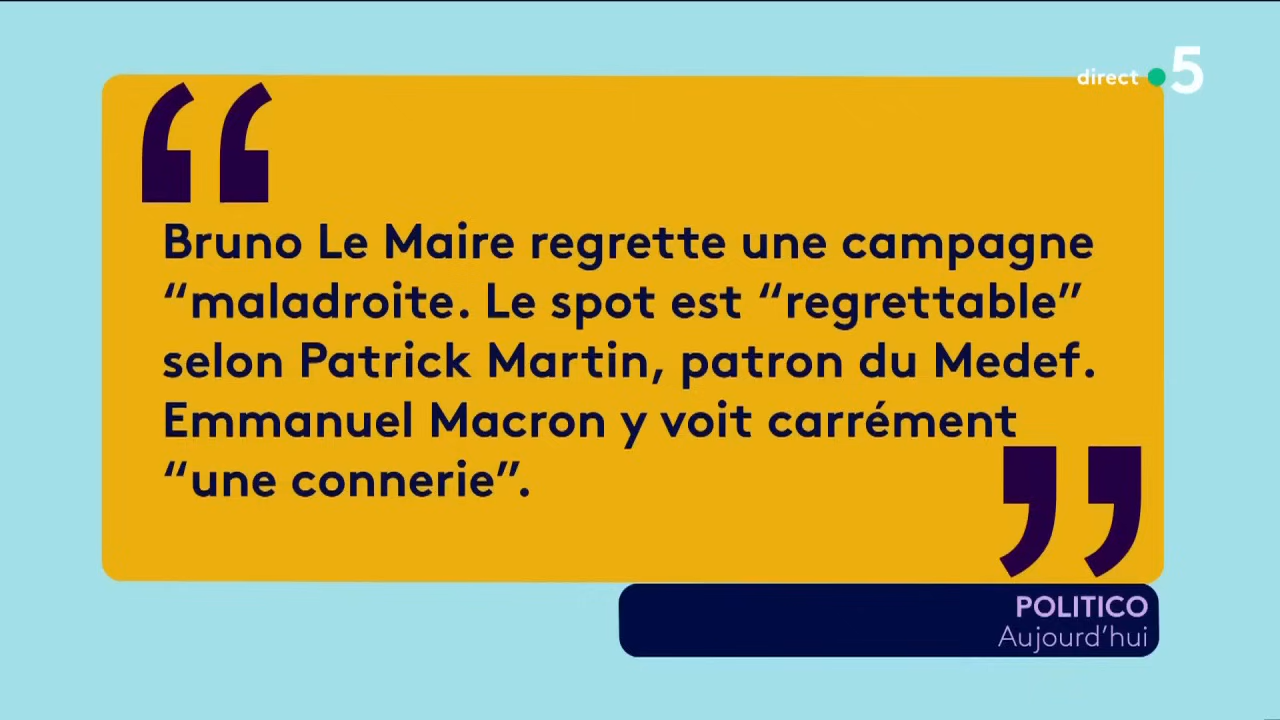 direct 5
Bruno Le Maire regrette une campagne
“maladroite. Le spot est “regrettable”
selon Patrick Martin, patron du Medef.
Emmanuel Macron y voit carrément
“une connerie”.
POLITICO
Aujourd’hui